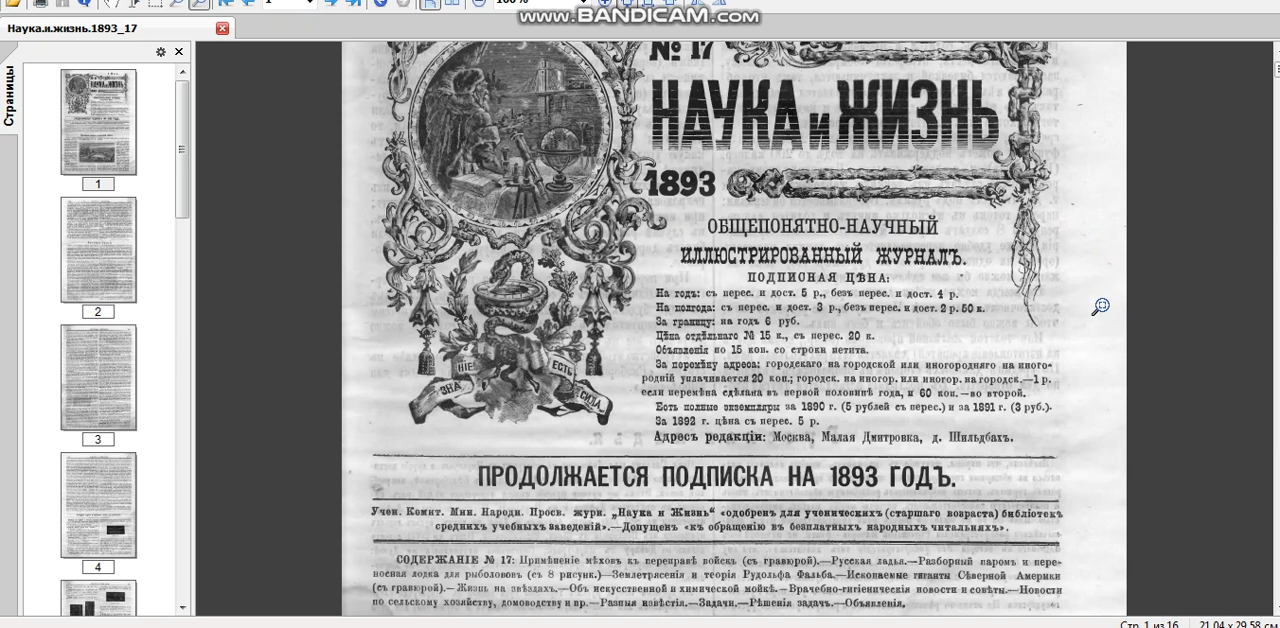 www.BANDICAM.com
1
100%
Наука.и.жизнь.1893_17
Страницы
1
2
3
4
№ 17
НАУКА и ЖИЗНЬ
1893
ОБЩЕПОНЯТНО-НАУЧНЫЙ
ИЛЛЮСТРИРОВАННЫЙ ЖУРНАЛЪ.
ПОДПИСНАЯ ЦѢНА:
На годъ: съ перес. и дост. 5 р., безъ перес. и дост. 4 р.
На полгода: съ перес. и дост. 3 р., безъ перес. и дост. 2 р. 50 к.
За границу: на годъ 6 руб.
Цѣна отдѣльнаго № 15 к., съ перес. 20 к.
Объявленія по 15 коп. со строки петита.
За перемѣну адреса: городскаго на городской или иногородняго на иного-
родній уплачивается 20 коп.; городск. на иногор. или иногор. на городск.—1 р.
если перемѣна сдѣлана въ первой половинѣ года, и 60 коп.—во второй.
Есть полные экземпляры за 1890 г. (5 рублей съ перес.) и за 1891 г. (3 руб.).
За 1892 г. цѣна съ перес. 5 р.
Адресъ редакціи: Москва, Малая Дмитровка, д. Шильдбахъ.
ЗНА
НІЕ
ЕСТЬ
СИЛА
ПРОДОЛЖАЕТСЯ ПОДПИСКА НА 1893 ГОДЪ.
Учен. Комит. Мин. Народн. Просв. журн. „Наука и Жизнь“ «одобренъ для ученическихъ (старшаго возраста) библіотекъ
среднихъ учебныхъ заведеній».—Допущенъ «къ обращенію въ безплатныхъ народныхъ читальняхъ».
СОДЕРЖАНІЕ № 17: Примѣненіе мѣховъ къ переправѣ войскъ (съ гравюрой).—Русская ладья.—Разборный паромъ и пере-
носная лодка для рыболововъ (съ 8 рисунк.)—Землетрясенія и теорія Рудольфа Фальба.—Ископаемые гиганты Сѣверной Америки
(съ гравюрой).—Жизнь на звѣздахъ.—Объ искусственной и химической мойкѣ.—Врачебно-гигіеническія новости и совѣты.—Новости
по сельскому хозяйству, домоводству и пр.—Разныя извѣстія.—Задачи.—Рѣшенія задачъ.—Объявленія.
Стр. 1 из 16
21,04 x 29,58 см